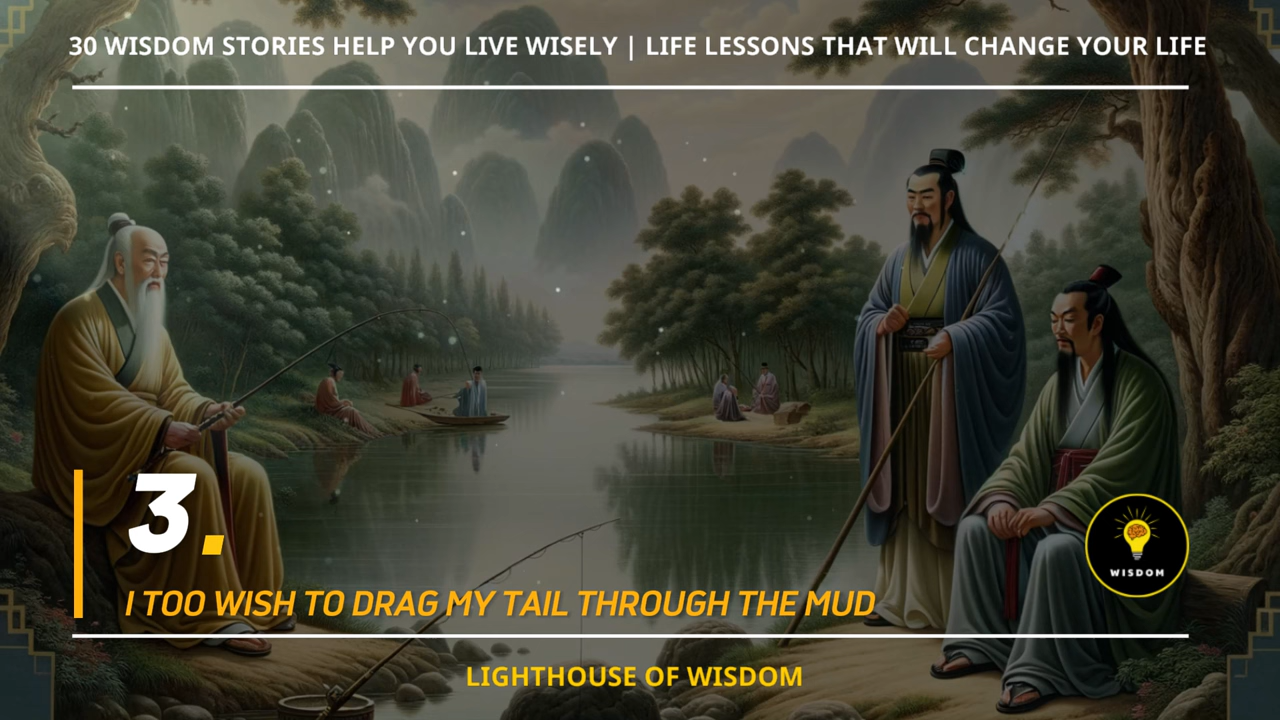 30 WISDOM STORIES HELP YOU LIVE WISELY | LIFE LESSONS THAT WILL CHANGE YOUR LIFE
3.
I TOO WISH TO DRAG MY TAIL THROUGH THE MUD
WISDOM
LIGHTHOUSE OF WISDOM